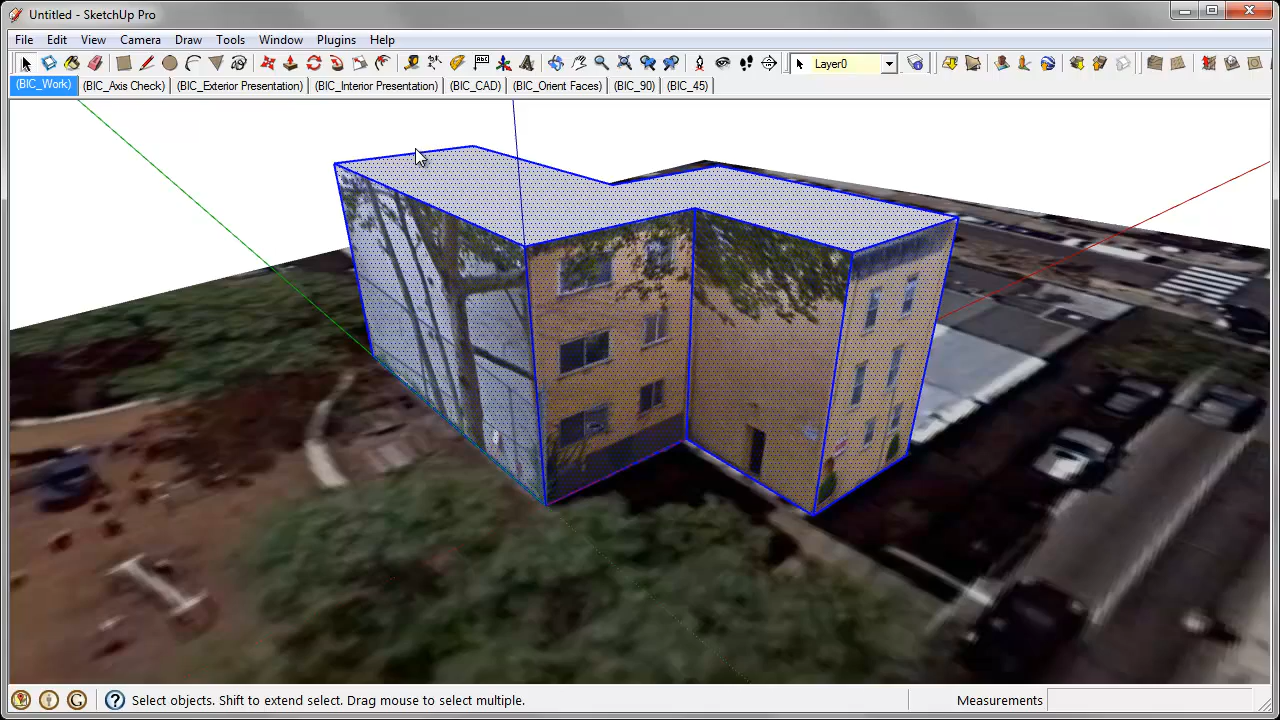 Untitled - SketchUp Pro
File Edit View Camera Draw Tools Window Plugins Help
Layer0
(BIC_Work) (BIC_Axis Check) (BIC_Exterior Presentation) (BIC_Interior Presentation) (BIC_CAD) (BIC_Orient Faces) (BIC_90) (BIC_45)
Select objects. Shift to extend select. Drag mouse to select multiple. Measurements